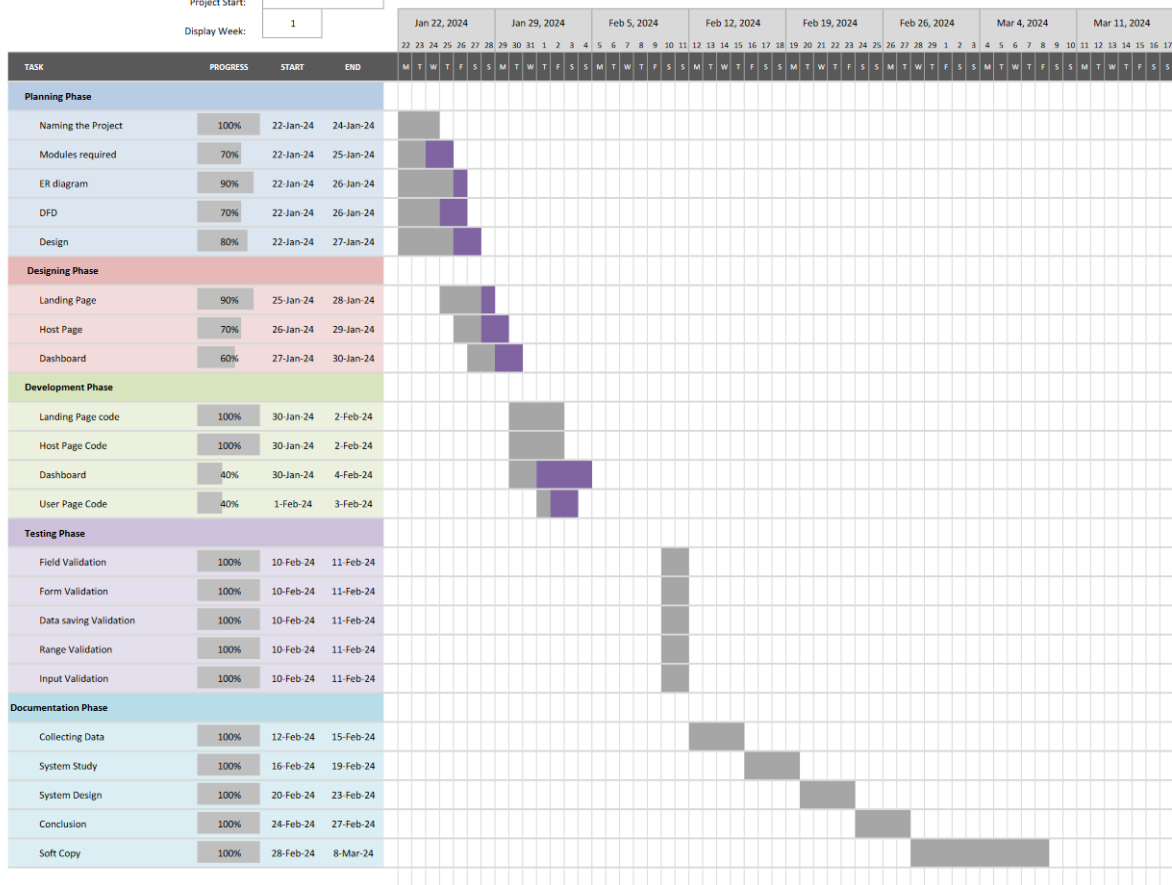 Project Start:
Display Week: 1
Jan 22, 2024 Jan 29, 2024 Feb 5, 2024 Feb 12, 2024 Feb 19, 2024 Feb 26, 2024 Mar 4, 2024 Mar 11, 2024
22 23 24 25 26 27 28 29 30 31 1 2 3 4 5 6 7 8 9 10 11 12 13 14 15 16 17 18 19 20 21 22 23 24 25 26 27 28 29 1 2 3 4 5 6 7 8 9 10 11 12 13 14 15 16 17
TASK PROGRESS START END M T W T F S S M T W T F S S M T W T F S S M T W T F S S M T W T F S S M T W T F S S M T W T F S S M T W T F S S
Planning Phase
Naming the Project 100% 22-Jan-24 24-Jan-24
Modules required 70% 22-Jan-24 25-Jan-24
ER diagram 90% 22-Jan-24 26-Jan-24
DFD 70% 22-Jan-24 26-Jan-24
Design 80% 22-Jan-24 27-Jan-24
Designing Phase
Landing Page 90% 25-Jan-24 28-Jan-24
Host Page 70% 26-Jan-24 29-Jan-24
Dashboard 60% 27-Jan-24 30-Jan-24
Development Phase
Landing Page code 100% 30-Jan-24 2-Feb-24
Host Page Code 100% 30-Jan-24 2-Feb-24
Dashboard 40% 30-Jan-24 4-Feb-24
User Page Code 40% 1-Feb-24 3-Feb-24
Testing Phase
Field Validation 100% 10-Feb-24 11-Feb-24
Form Validation 100% 10-Feb-24 11-Feb-24
Data saving Validation 100% 10-Feb-24 11-Feb-24
Range Validation 100% 10-Feb-24 11-Feb-24
Input Validation 100% 10-Feb-24 11-Feb-24
Documentation Phase
Collecting Data 100% 12-Feb-24 15-Feb-24
System Study 100% 16-Feb-24 19-Feb-24
System Design 100% 20-Feb-24 23-Feb-24
Conclusion 100% 24-Feb-24 27-Feb-24
Soft Copy 100% 28-Feb-24 8-Mar-24